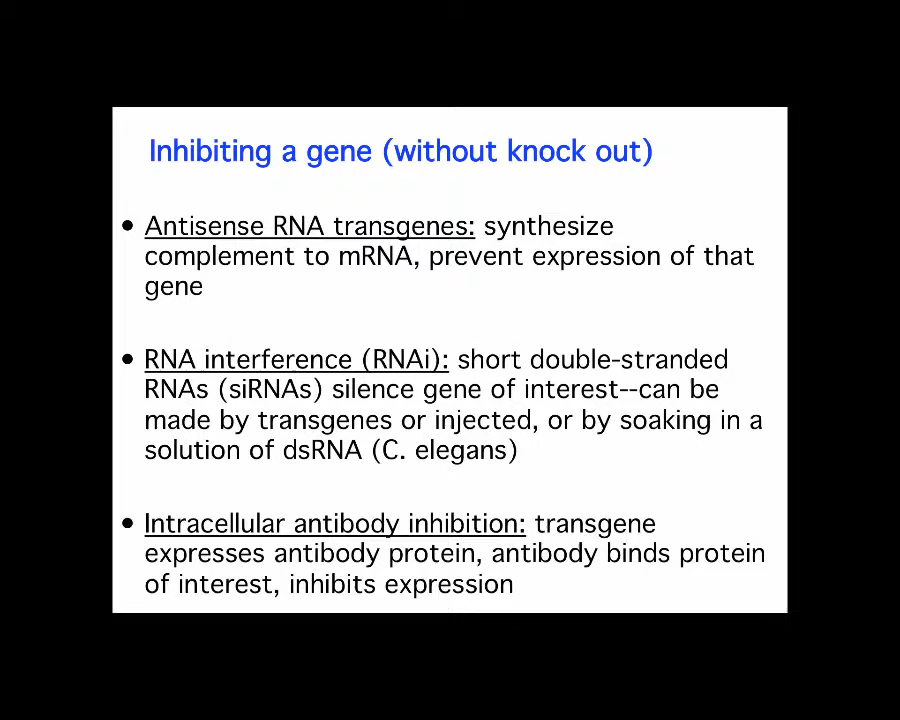 Inhibiting a gene (without knock out)
• Antisense RNA transgenes: synthesize
complement to mRNA, prevent expression of that
gene
• RNA interference (RNAi): short double-stranded
RNAs (siRNAs) silence gene of interest--can be
made by transgenes or injected, or by soaking in a
solution of dsRNA (C. elegans)
• Intracellular antibody inhibition: transgene
expresses antibody protein, antibody binds protein
of interest, inhibits expression